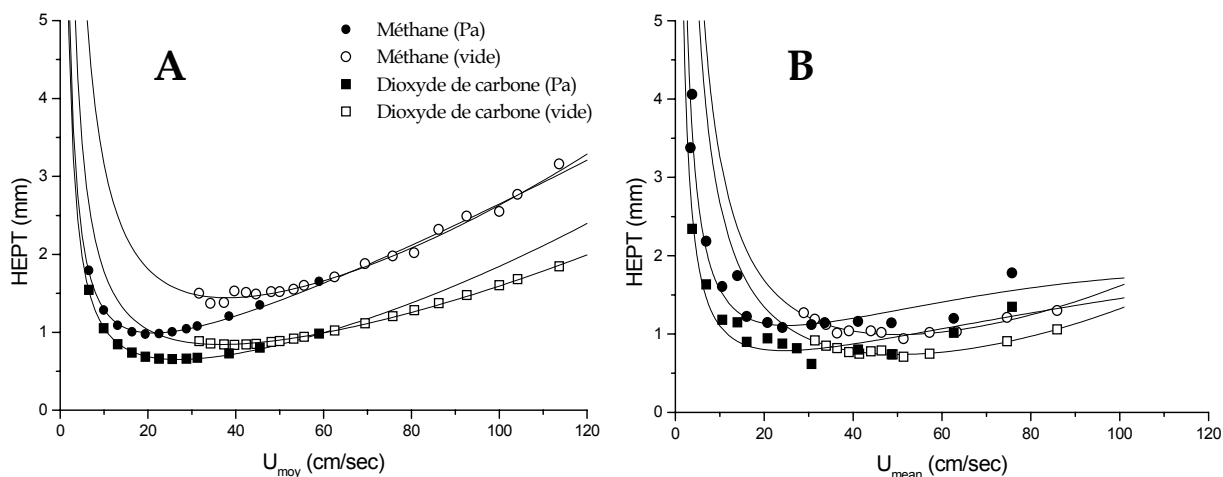 A
Méthane (Pa)
Méthane (vide)
Dioxyde de carbone (Pa)
Dioxyde de carbone (vide)
HEPT (mm)
5
4
3
2
1
0
0 20 40 60 80 100 120
U moy (cm/sec)
B
HEPT (mm)
5
4
3
2
1
0
0 20 40 60 80 100 120
U mean (cm/sec)